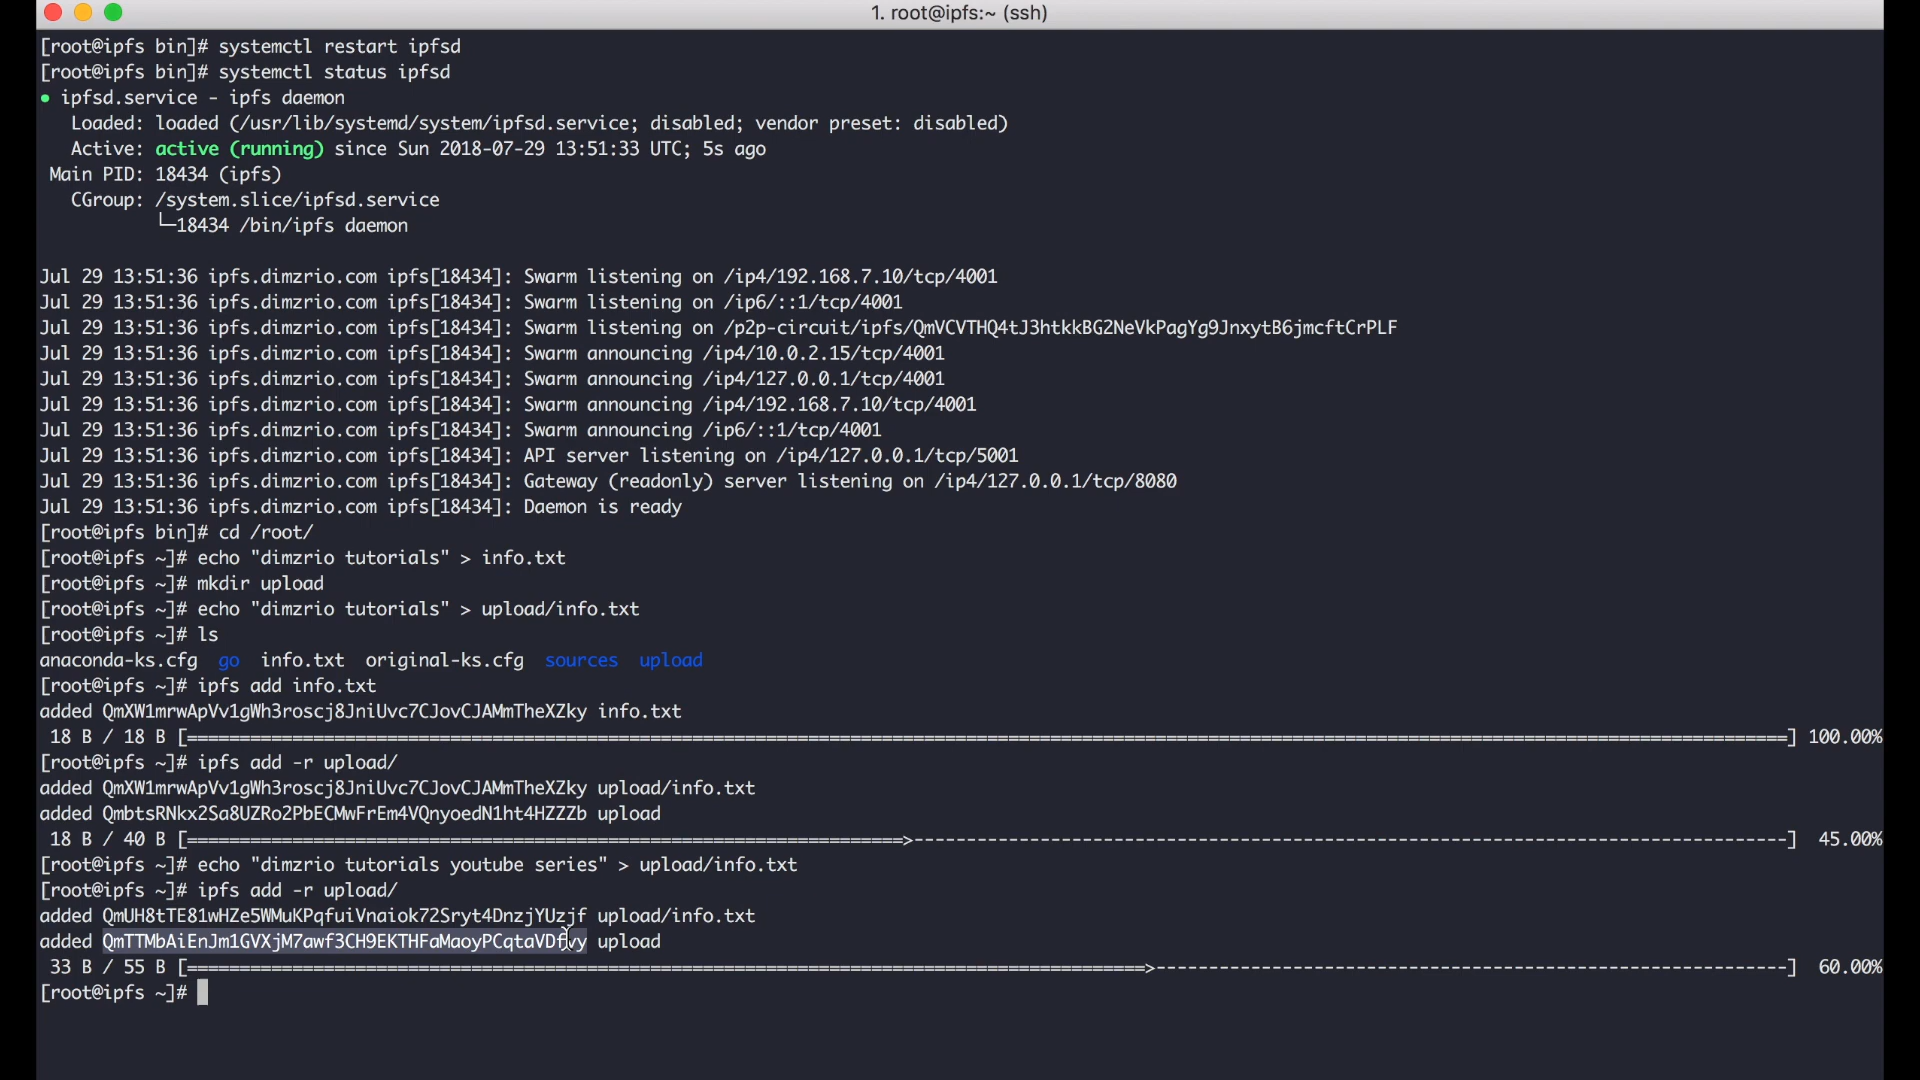 1. root@ipfs:~ (ssh)
[root@ipfs bin]# systemctl restart ipfsd
[root@ipfs bin]# systemctl status ipfsd
● ipfsd.service - ipfs daemon
Loaded: loaded (/usr/lib/systemd/system/ipfsd.service; disabled; vendor preset: disabled)
Active: active (running) since Sun 2018-07-29 13:51:33 UTC; 5s ago
Main PID: 18434 (ipfs)
CGroup: /system.slice/ipfsd.service
└─18434 /bin/ipfs daemon
Jul 29 13:51:36 ipfs.dimzrio.com ipfs[18434]: Swarm listening on /ip4/192.168.7.10/tcp/4001
Jul 29 13:51:36 ipfs.dimzrio.com ipfs[18434]: Swarm listening on /ip6/::1/tcp/4001
Jul 29 13:51:36 ipfs.dimzrio.com ipfs[18434]: Swarm listening on /p2p-circuit/ipfs/QmVCVTHQ4tJ3htkkBG2NeVkPagYg9JnxytB6jmcftCrPLF
Jul 29 13:51:36 ipfs.dimzrio.com ipfs[18434]: Swarm announcing /ip4/10.0.2.15/tcp/4001
Jul 29 13:51:36 ipfs.dimzrio.com ipfs[18434]: Swarm announcing /ip4/127.0.0.1/tcp/4001
Jul 29 13:51:36 ipfs.dimzrio.com ipfs[18434]: Swarm announcing /ip4/192.168.7.10/tcp/4001
Jul 29 13:51:36 ipfs.dimzrio.com ipfs[18434]: Swarm announcing /ip6/::1/tcp/4001
Jul 29 13:51:36 ipfs.dimzrio.com ipfs[18434]: API server listening on /ip4/127.0.0.1/tcp/5001
Jul 29 13:51:36 ipfs.dimzrio.com ipfs[18434]: Gateway (readonly) server listening on /ip4/127.0.0.1/tcp/8080
Jul 29 13:51:36 ipfs.dimzrio.com ipfs[18434]: Daemon is ready
[root@ipfs bin]# cd /root/
[root@ipfs ~]# echo "dimzrio tutorials" > info.txt
[root@ipfs ~]# mkdir upload
[root@ipfs ~]# echo "dimzrio tutorials" > upload/info.txt
[root@ipfs ~]# ls
anaconda-ks.cfg go info.txt original-ks.cfg sources upload
[root@ipfs ~]# ipfs add info.txt
added QmXW1mrwApVv1gWh3roscj8JniUvc7CJovCJAMmTheXZky info.txt
18 B / 18 B [=======================================================] 100.00%
[root@ipfs ~]# ipfs add -r upload/
added QmXW1mrwApVv1gWh3roscj8JniUvc7CJovCJAMmTheXZky upload/info.txt
added QmbtsRNkx2Sa8UZRo2PbECMwFrEm4VQnyoedN1ht4HZZZb upload
18 B / 40 B [========================>------------------------------] 45.00%
[root@ipfs ~]# echo "dimzrio tutorials youtube series" > upload/info.txt
[root@ipfs ~]# ipfs add -r upload/
added QmUH8tTE81wHZe5WMuKPqfuiVnaiok72Sryt4DnzjYUzjf upload/info.txt
added QmTTMbAiEnJm1GVXjM7awf3CH9EKTHFaMaoyPCqtaVDfvy upload
33 B / 55 B [================================>----------------------] 60.00%
[root@ipfs ~]#